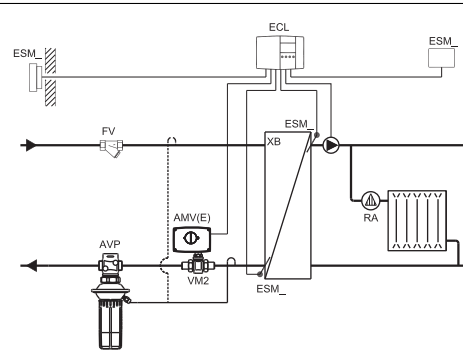 ECL
ESM_
ESM_
FV
ESM_
XB
AMV(E)
RA
AVP
VM2
ESM_